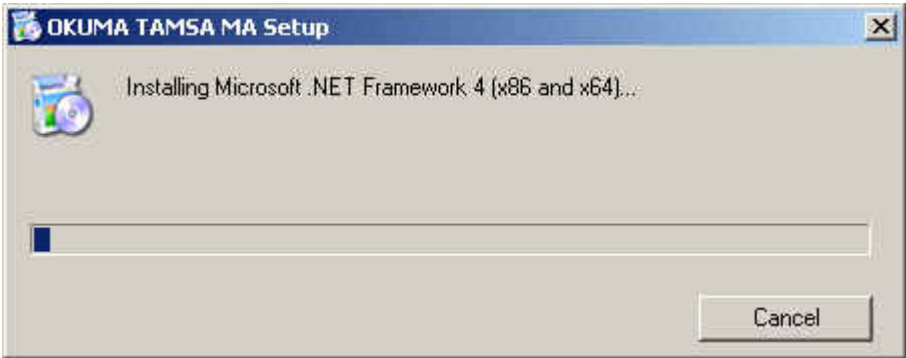 OKUMA TAMSA MA Setup
Installing Microsoft .NET Framework 4 (x86 and x64)...
Cancel